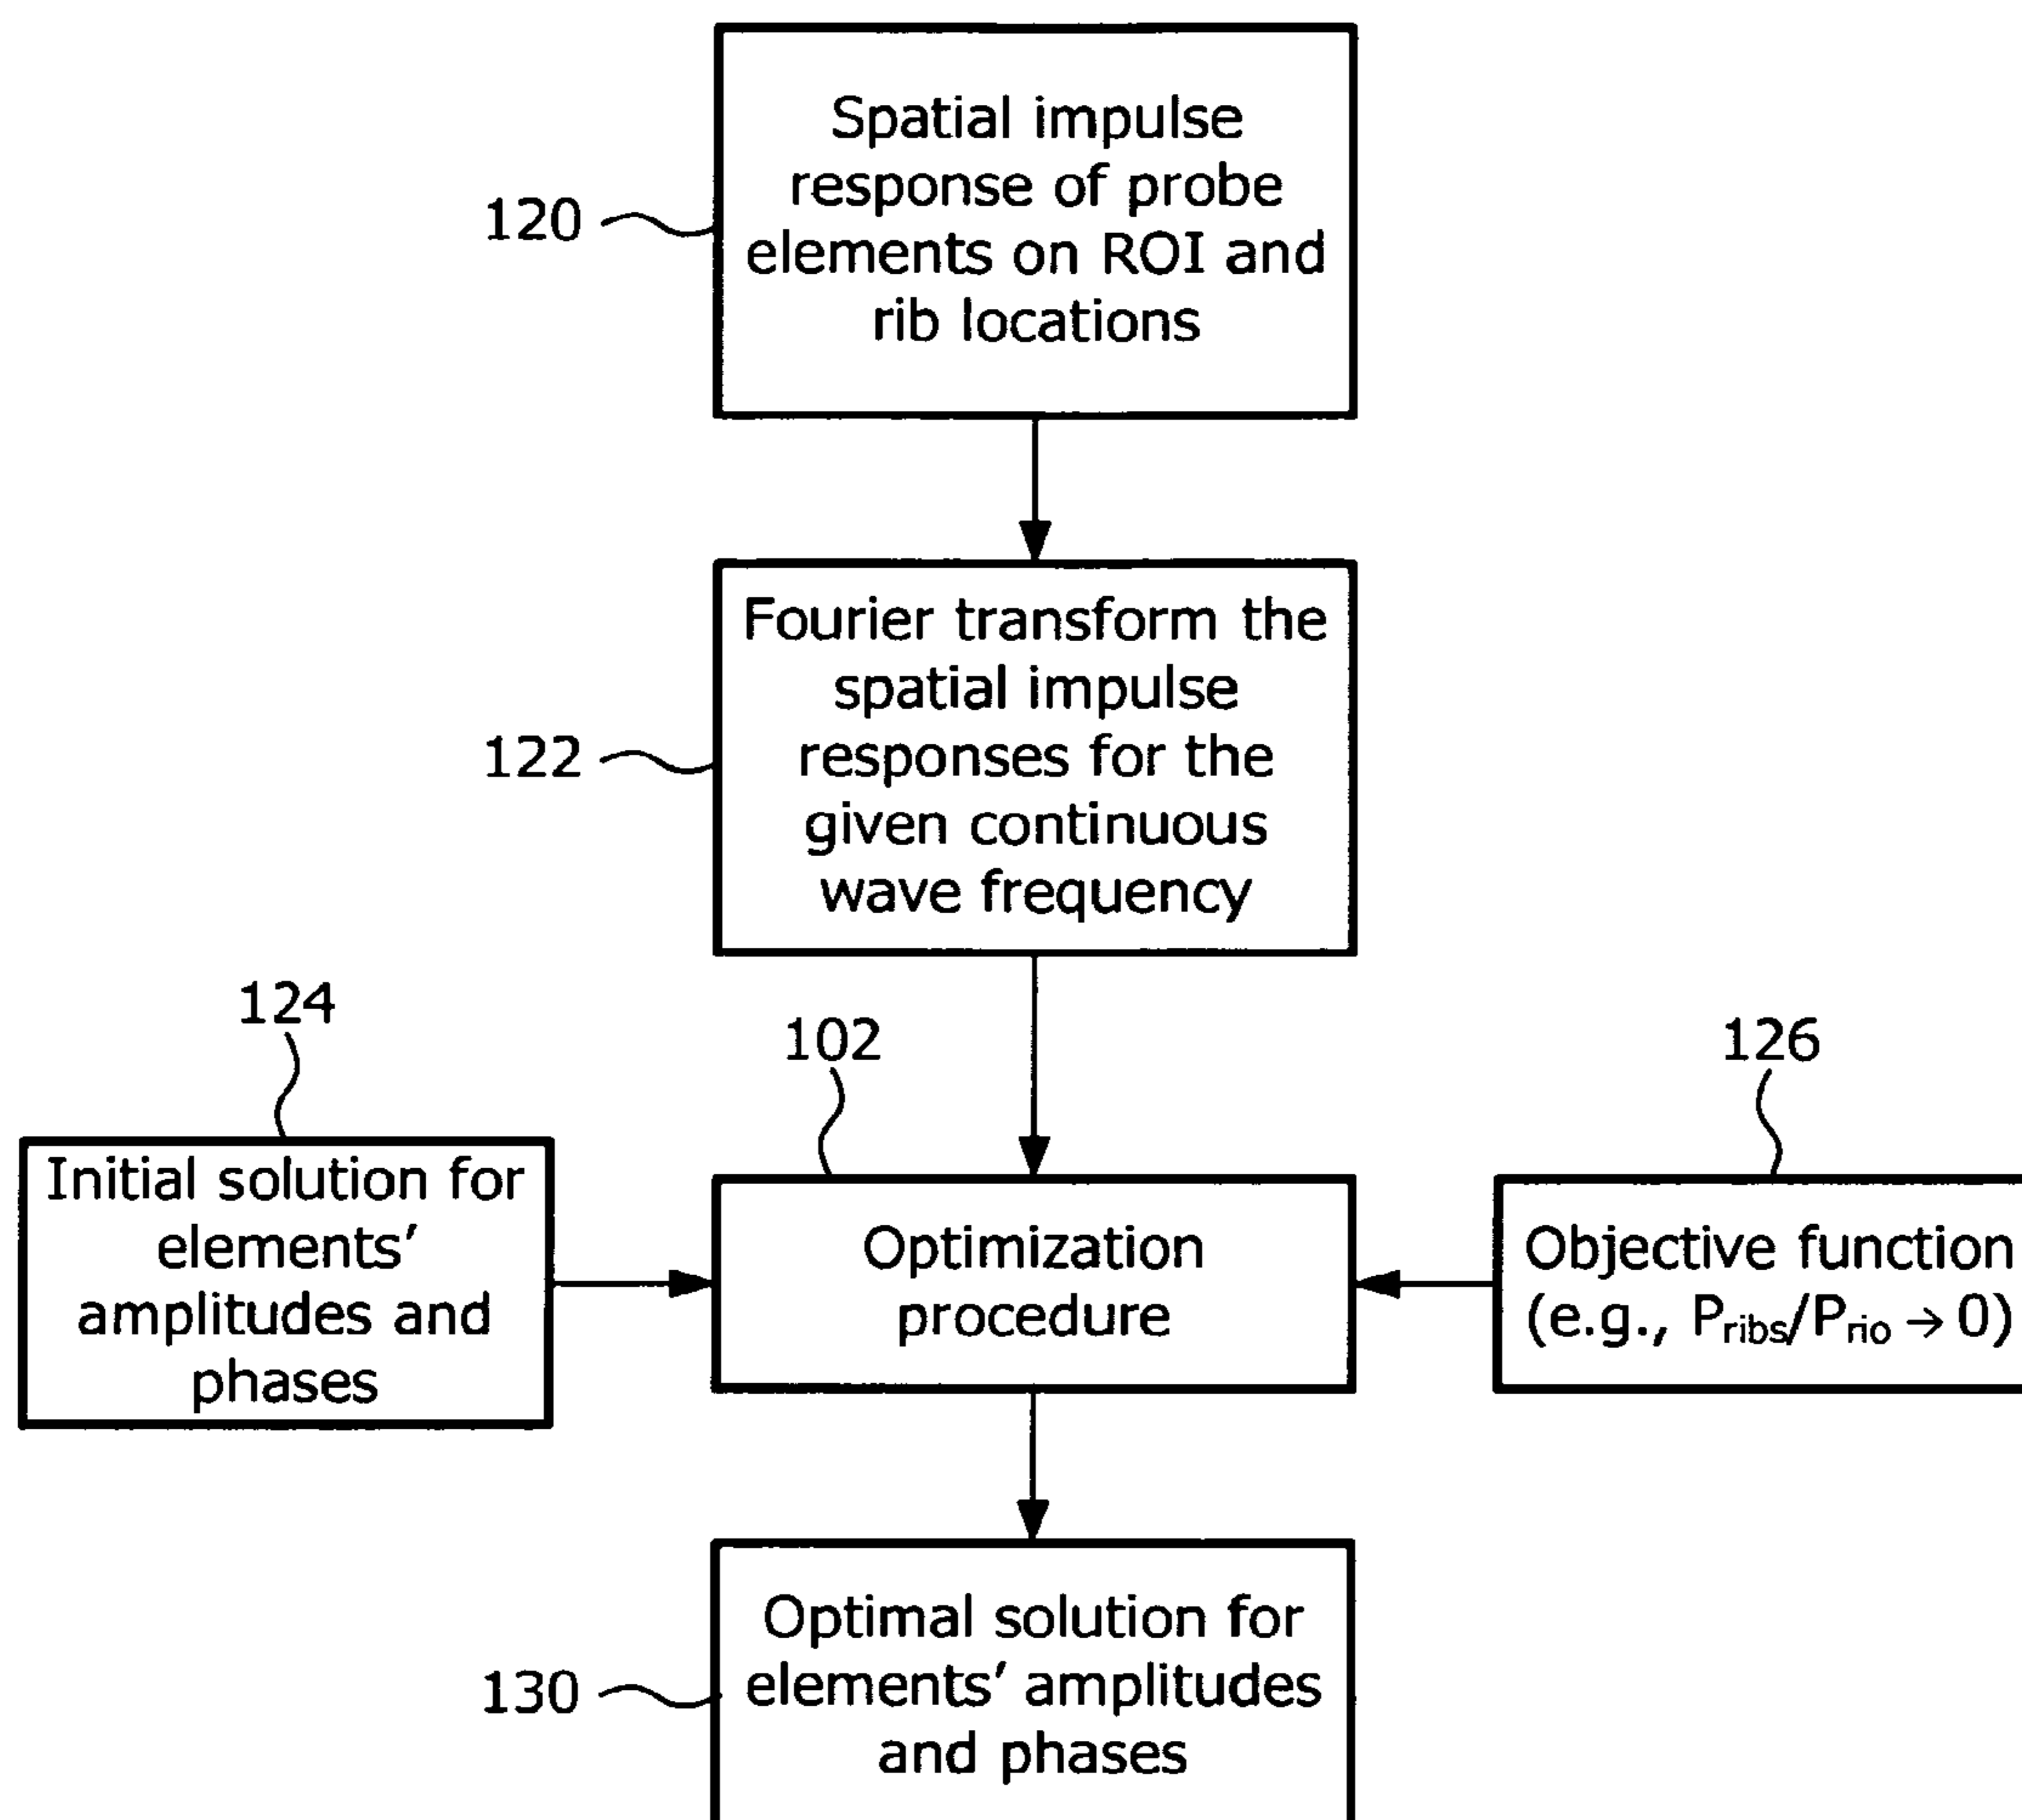 Spatial impulse
response of probe
elements on ROI and
rib locations
120
Fourier transform the
spatial impulse
responses for the
given continuous
wave frequency
122
124
102
126
Initial solution for
elements’
amplitudes and
phases
Optimization
procedure
Objective function
(e.g., Pribs/Prio → 0)
Optimal solution for
elements’ amplitudes
and phases
130